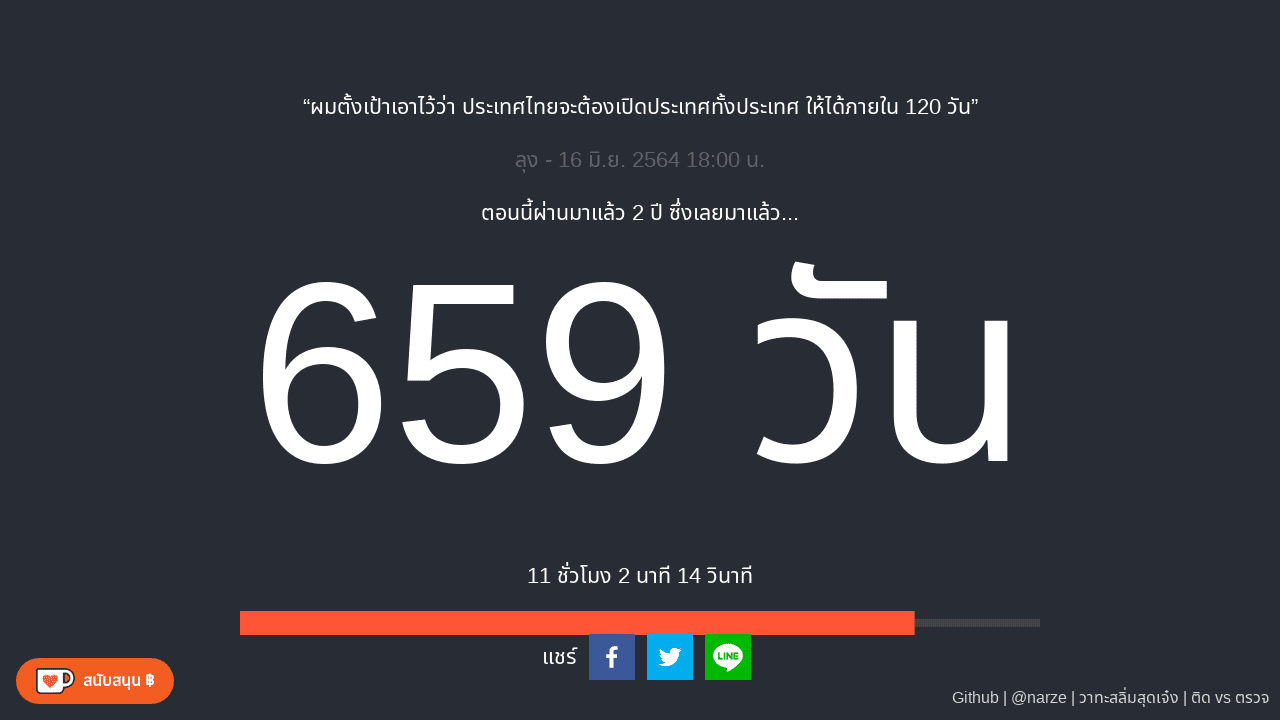 “ผมตั้งเป้าเอาไว้ว่า ประเทศไทยจะต้องเปิดประเทศทั้งประเทศ ให้ได้ภายใน 120 วัน”
ลุง - 16 มิ.ย. 2564 18:00 น.
ตอนนี้ผ่านมาแล้ว 2 ปี ซึ่งเลยมาแล้ว...
659 วัน
11 ชั่วโมง 2 นาที 14 วินาที
แชร์
LINE
สนับสนุน ฿
Github | @narze | วาทะสลิ่มสุดเจ๋ง | ติด vs ตรวจ